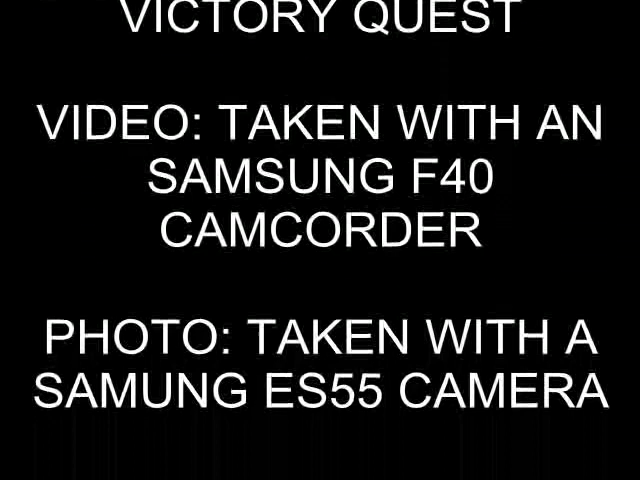 VICTORY QUEST
VIDEO: TAKEN WITH AN
SAMSUNG F40
CAMCORDER
PHOTO: TAKEN WITH A
SAMUNG ES55 CAMERA